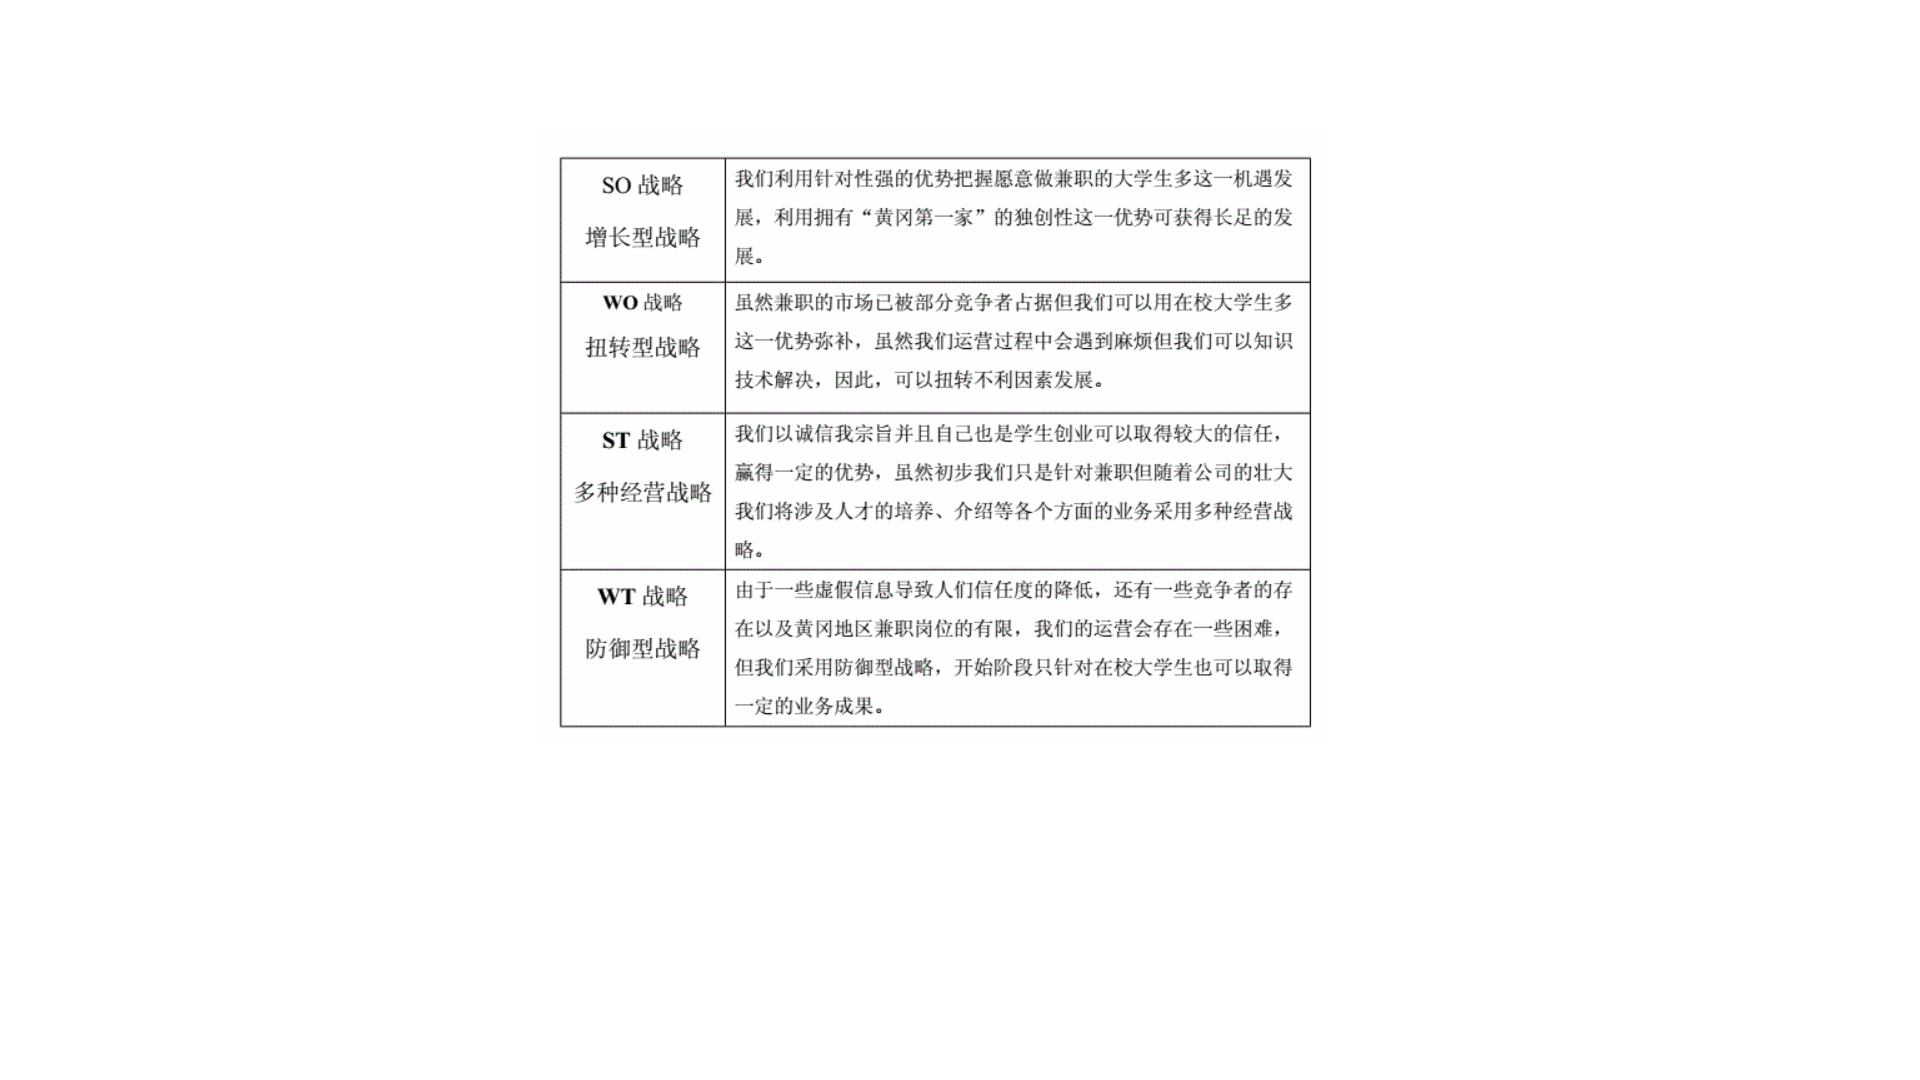 SO 战略
增长型战略
我们利用针对性强的优势把握愿意做兼职的大学生多这一机遇发
展，利用拥有“黄冈第一家”的独创性这一优势可获得长足的发
展。
WO 战略
扭转型战略
虽然兼职的市场已被部分竞争者占据但我们可以用在校大学生多
这一优势弥补，虽然我们运营过程中会遇到麻烦但我们可以知识
技术解决，因此，可以扭转不利因素发展。
ST 战略
多种经营战略
我们以诚信我宗旨并且自己也是学生创业可以取得较大的信任，
赢得一定的优势，虽然初步我们只是针对兼职但随着公司的壮大
我们将涉及人才的培养、介绍等各个方面的业务采用多种经营战
略。
WT 战略
防御型战略
由于一些虚假信息导致人们信任度的降低，还有一些竞争者的存
在以及黄冈地区兼职岗位的有限，我们的运营会存在一些困难，
但我们采用防御型战略，开始阶段只针对在校大学生也可以取得
一定的业务成果。